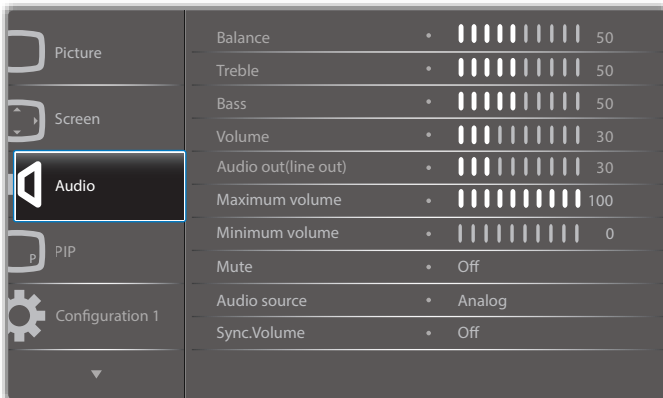 Picture
Screen
Audio
P
PIP
Configuration 1
Balance • 50
Treble • 50
Bass • 50
Volume • 30
Audio out(line out) • 30
Maximum volume • 100
Minimum volume • 0
Mute • Off
Audio source • Analog
Sync.Volume • Off